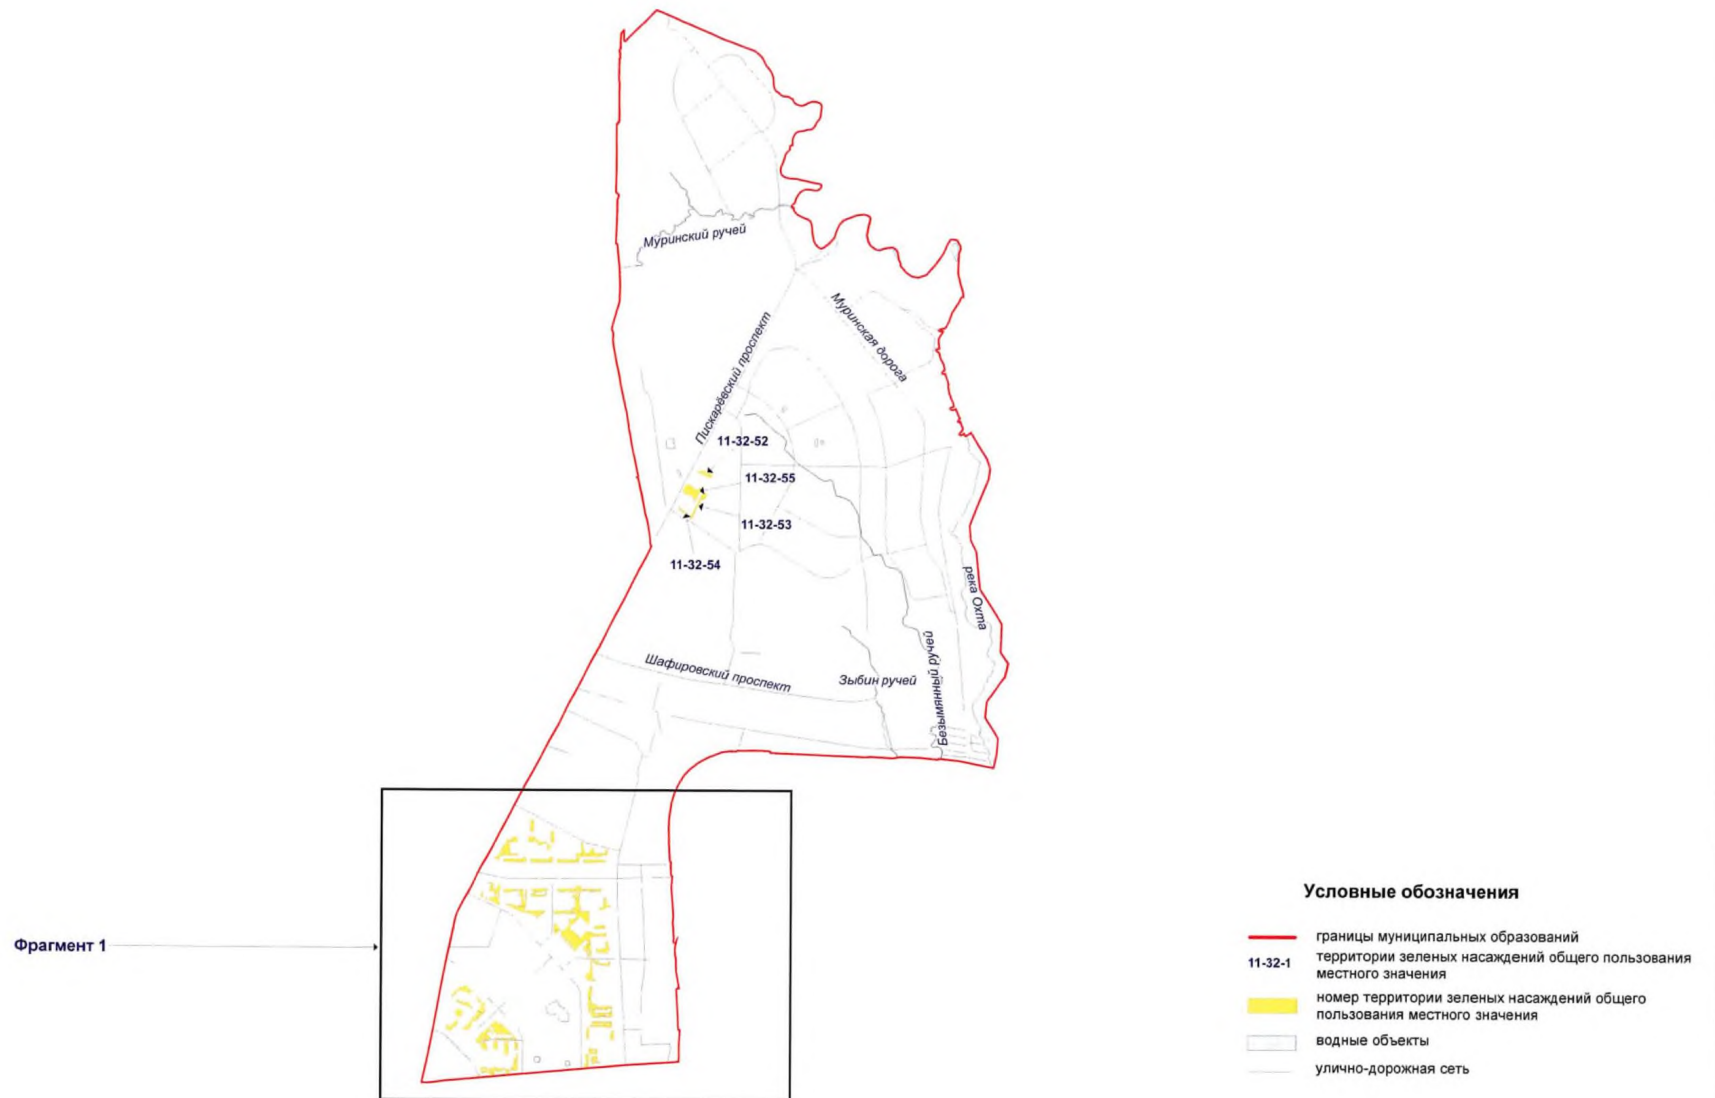 Муринский ручей
Муринская дорога
Пискарёвский проспект
11-32-52
11-32-55
11-32-53
11-32-54
река Охта
Безымянный ручей
Шафировский проспект
Зыбин ручей
Фрагмент 1
Условные обозначения
границы муниципальных образований
11-32-1
территории зеленых насаждений общего пользования
местного значения
номер территории зеленых насаждений общего
пользования местного значения
водные объекты
улично-дорожная сеть